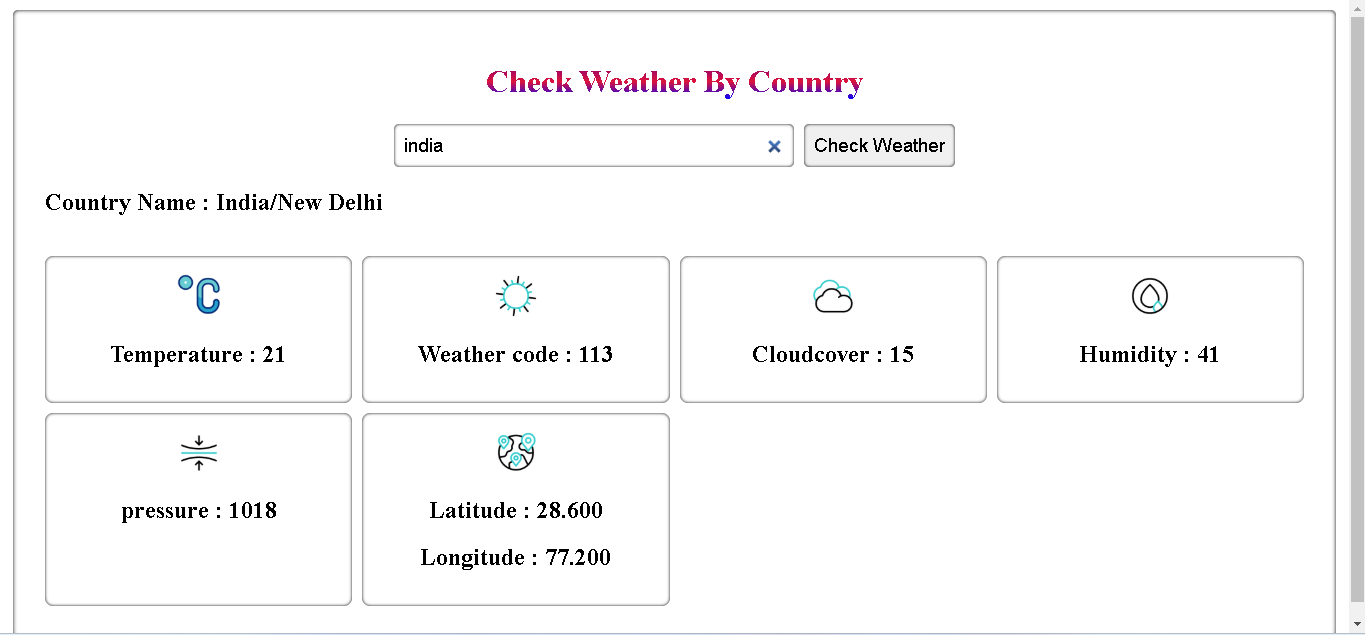 Check Weather By Country
india
Check Weather
Country Name : India/New Delhi
°C
Temperature : 21
Weather code : 113
Cloudcover : 15
Humidity : 41
pressure : 1018
Latitude : 28.600
Longitude : 77.200